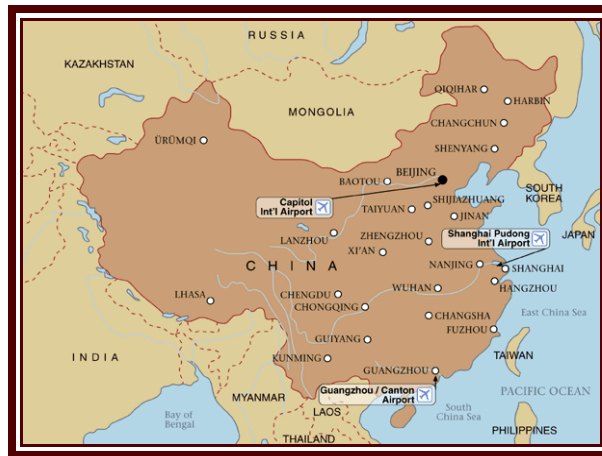 RUSSIA
KAZAKHSTAN
QIQIHAR
HARBIN
MONGOLIA
CHANGCHUN
ÜRÜMQI
SHENYANG
BEIJING
BAOTOU
SOUTH
KOREA
Capitol
Int'l Airport
SHIJIAZHUANG
TAIYUAN
JINAN
LANZHOU
ZHENGZHOU
Shanghai Pudong
Int'l Airport
JAPAN
XI'AN
CHINA
NANJING
SHANGHAI
LHASA
CHENGDU
WUHAN
HANGZHOU
CHONGQING
CHANGSHA
East China Sea
FUZHOU
GUIYANG
INDIA
KUNMING
GUANGZHOU
TAIWAN
Guangzhou / Canton
Airport
PACIFIC OCEAN
MYANMAR
LAOS
Bay of
Bengal
South
China Sea
THAILAND
PHILIPPINES